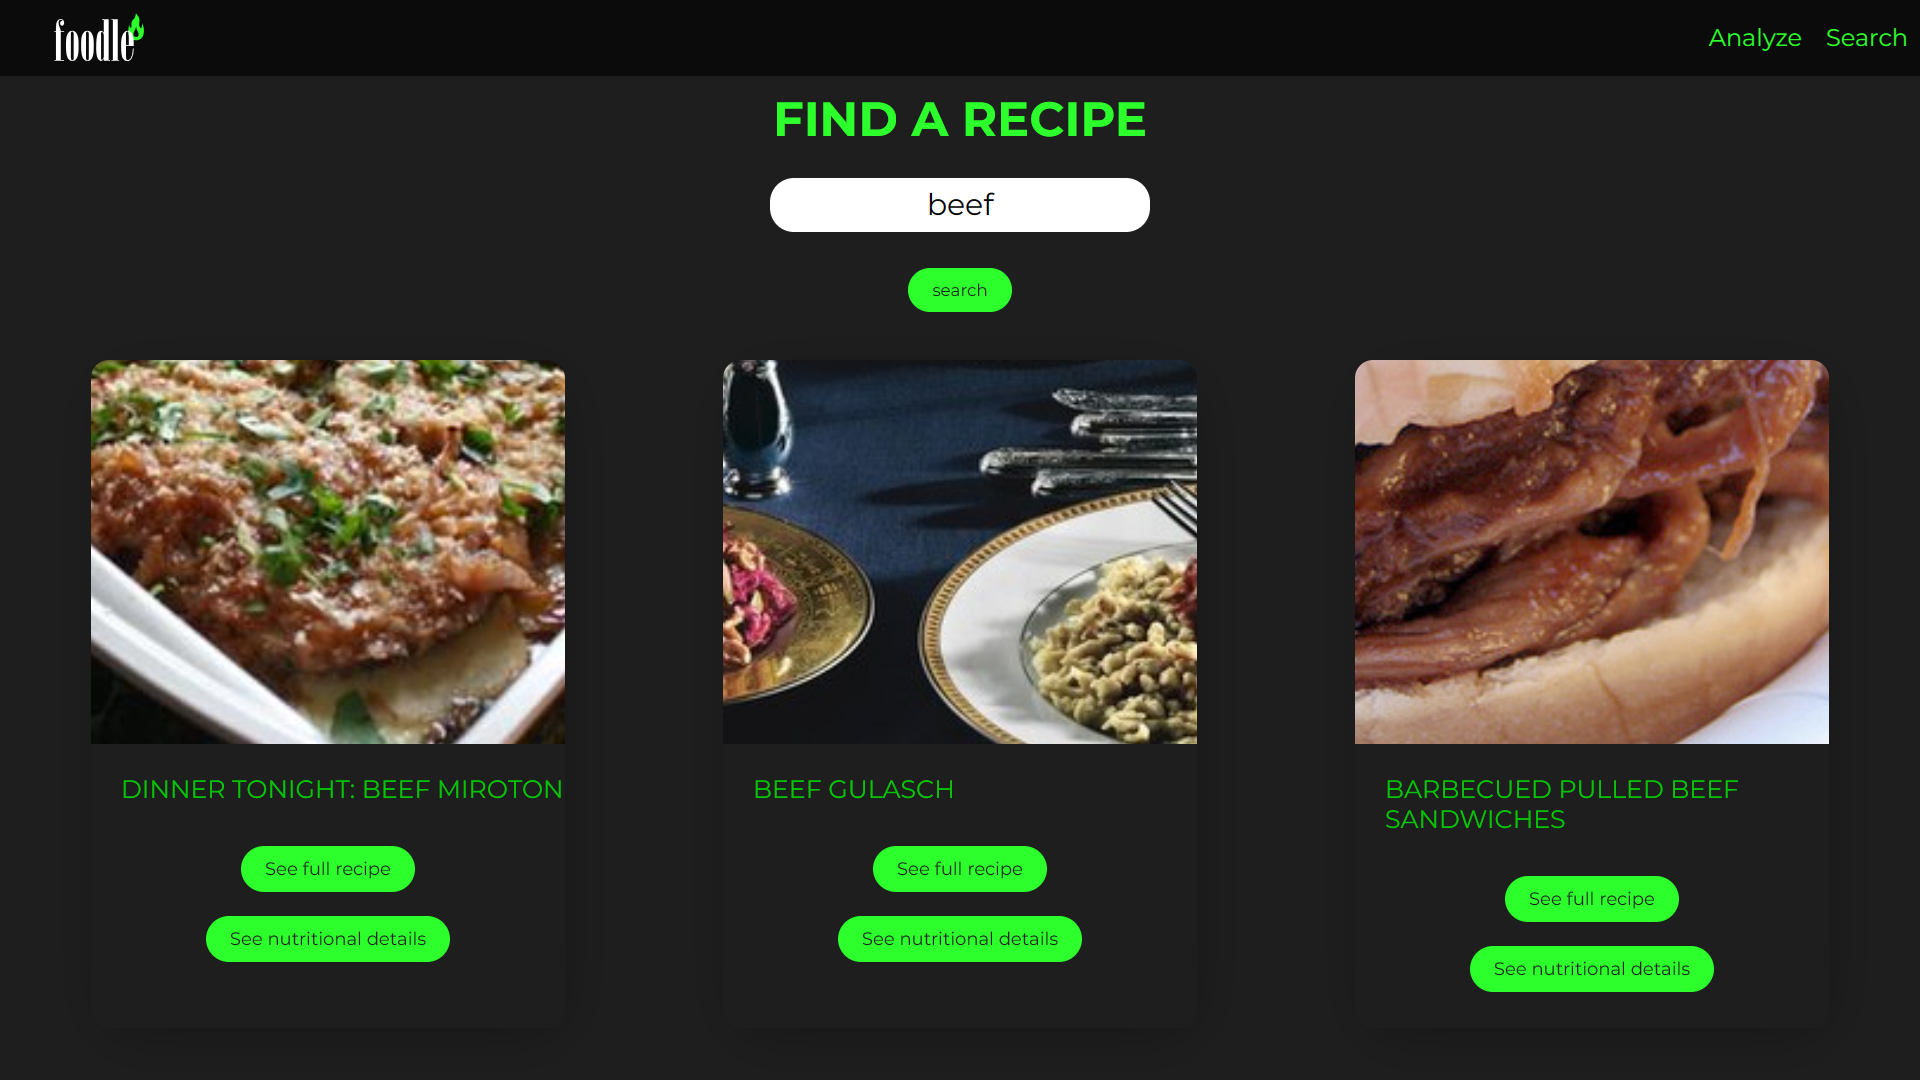 foodle
Analyze
Search
FIND A RECIPE
beef
search
DINNER TONIGHT: BEEF MIROTON
See full recipe
See nutritional details
BEEF GULASCH
See full recipe
See nutritional details
BARBECUED PULLED BEEF
SANDWICHES
See full recipe
See nutritional details